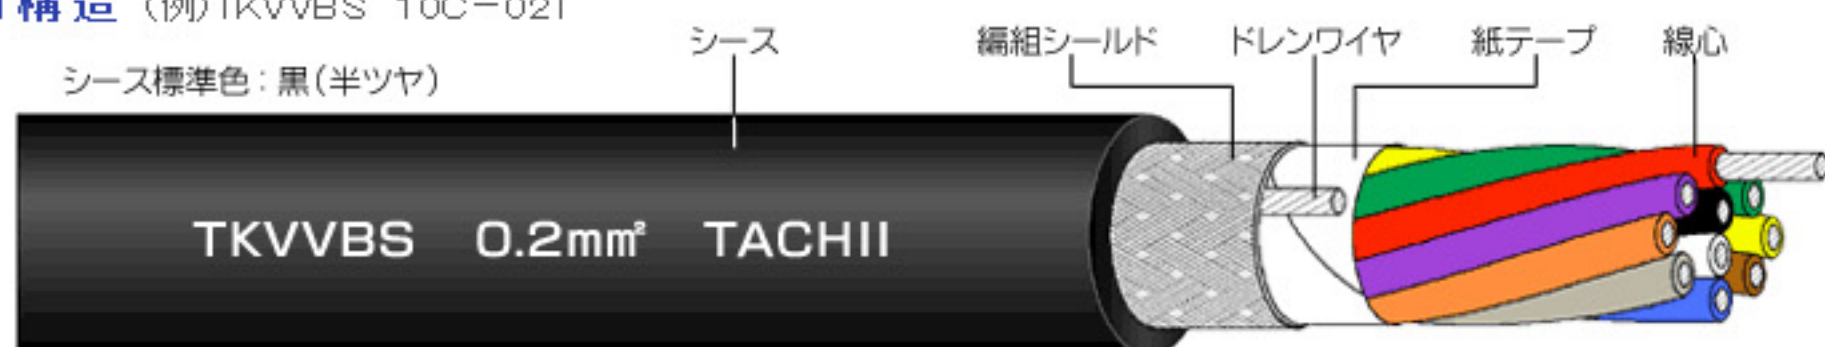 構造 (例)TKVVBS 10C-02T
シース 編組シールド ドレンワイヤ 紙テープ 線心
シース標準色：黒(半ツヤ)
TKVVBS 0.2mm² TACHII